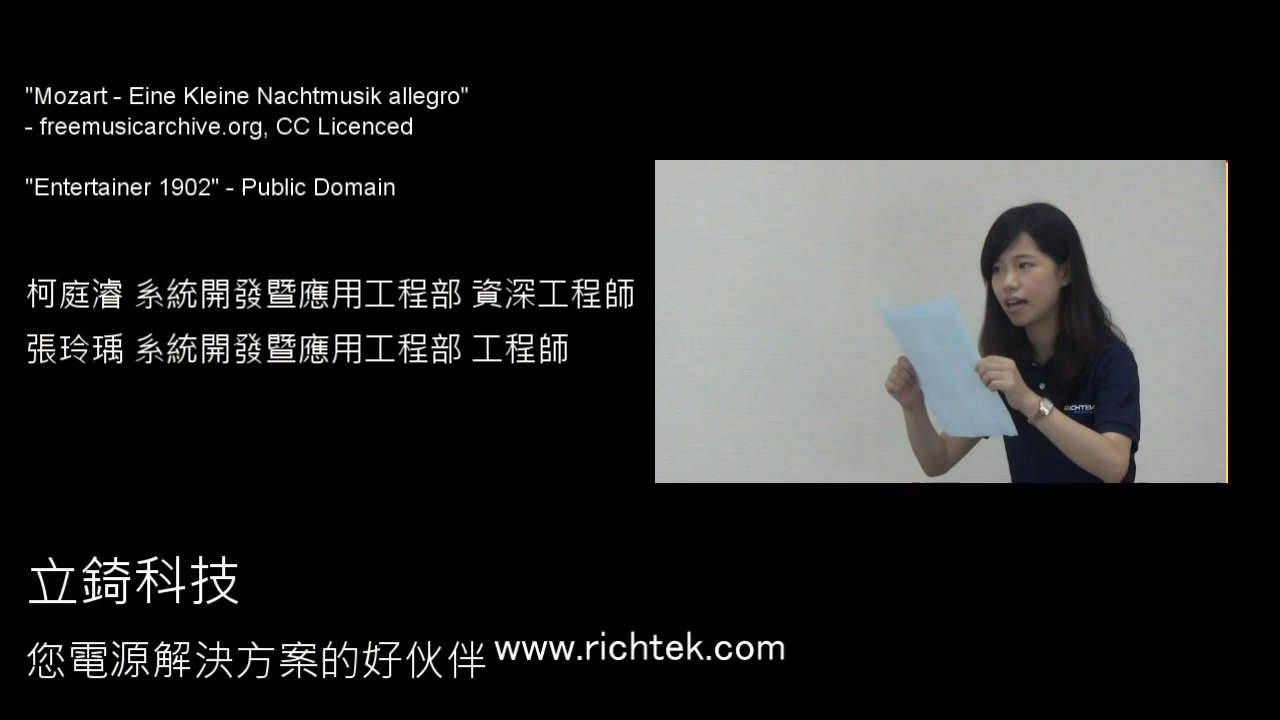 "Mozart - Eine Kleine Nachtmusik allegro"
- freemusicarchive.org, CC Licenced
"Entertainer 1902" - Public Domain
柯庭濬 系統開發暨應用工程部 資深工程師
張玲瑀 系統開發暨應用工程部 工程師
RICHTEK
立錡科技
您電源解決方案的好伙伴 www.richtek.com